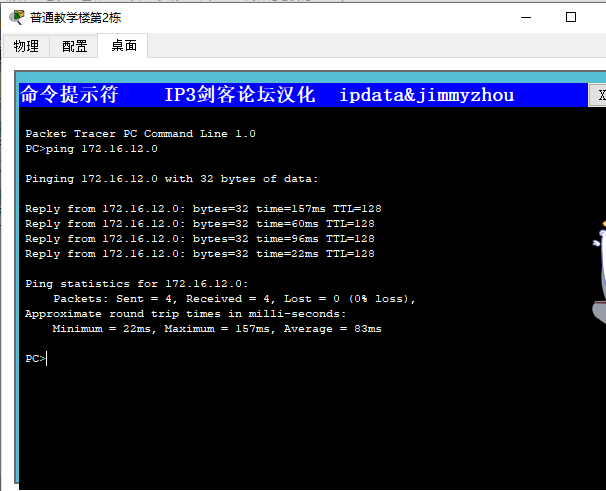 普通教学楼第2栋
物理 配置 桌面
命令提示符 IP3剑客论坛汉化 ipdata&jimmyzhou
X
Packet Tracer PC Command Line 1.0
PC>ping 172.16.12.0
Pinging 172.16.12.0 with 32 bytes of data:
Reply from 172.16.12.0: bytes=32 time=157ms TTL=128
Reply from 172.16.12.0: bytes=32 time=60ms TTL=128
Reply from 172.16.12.0: bytes=32 time=96ms TTL=128
Reply from 172.16.12.0: bytes=32 time=22ms TTL=128
Ping statistics for 172.16.12.0:
Packets: Sent = 4, Received = 4, Lost = 0 (0% loss),
Approximate round trip times in milli-seconds:
Minimum = 22ms, Maximum = 157ms, Average = 83ms
PC>